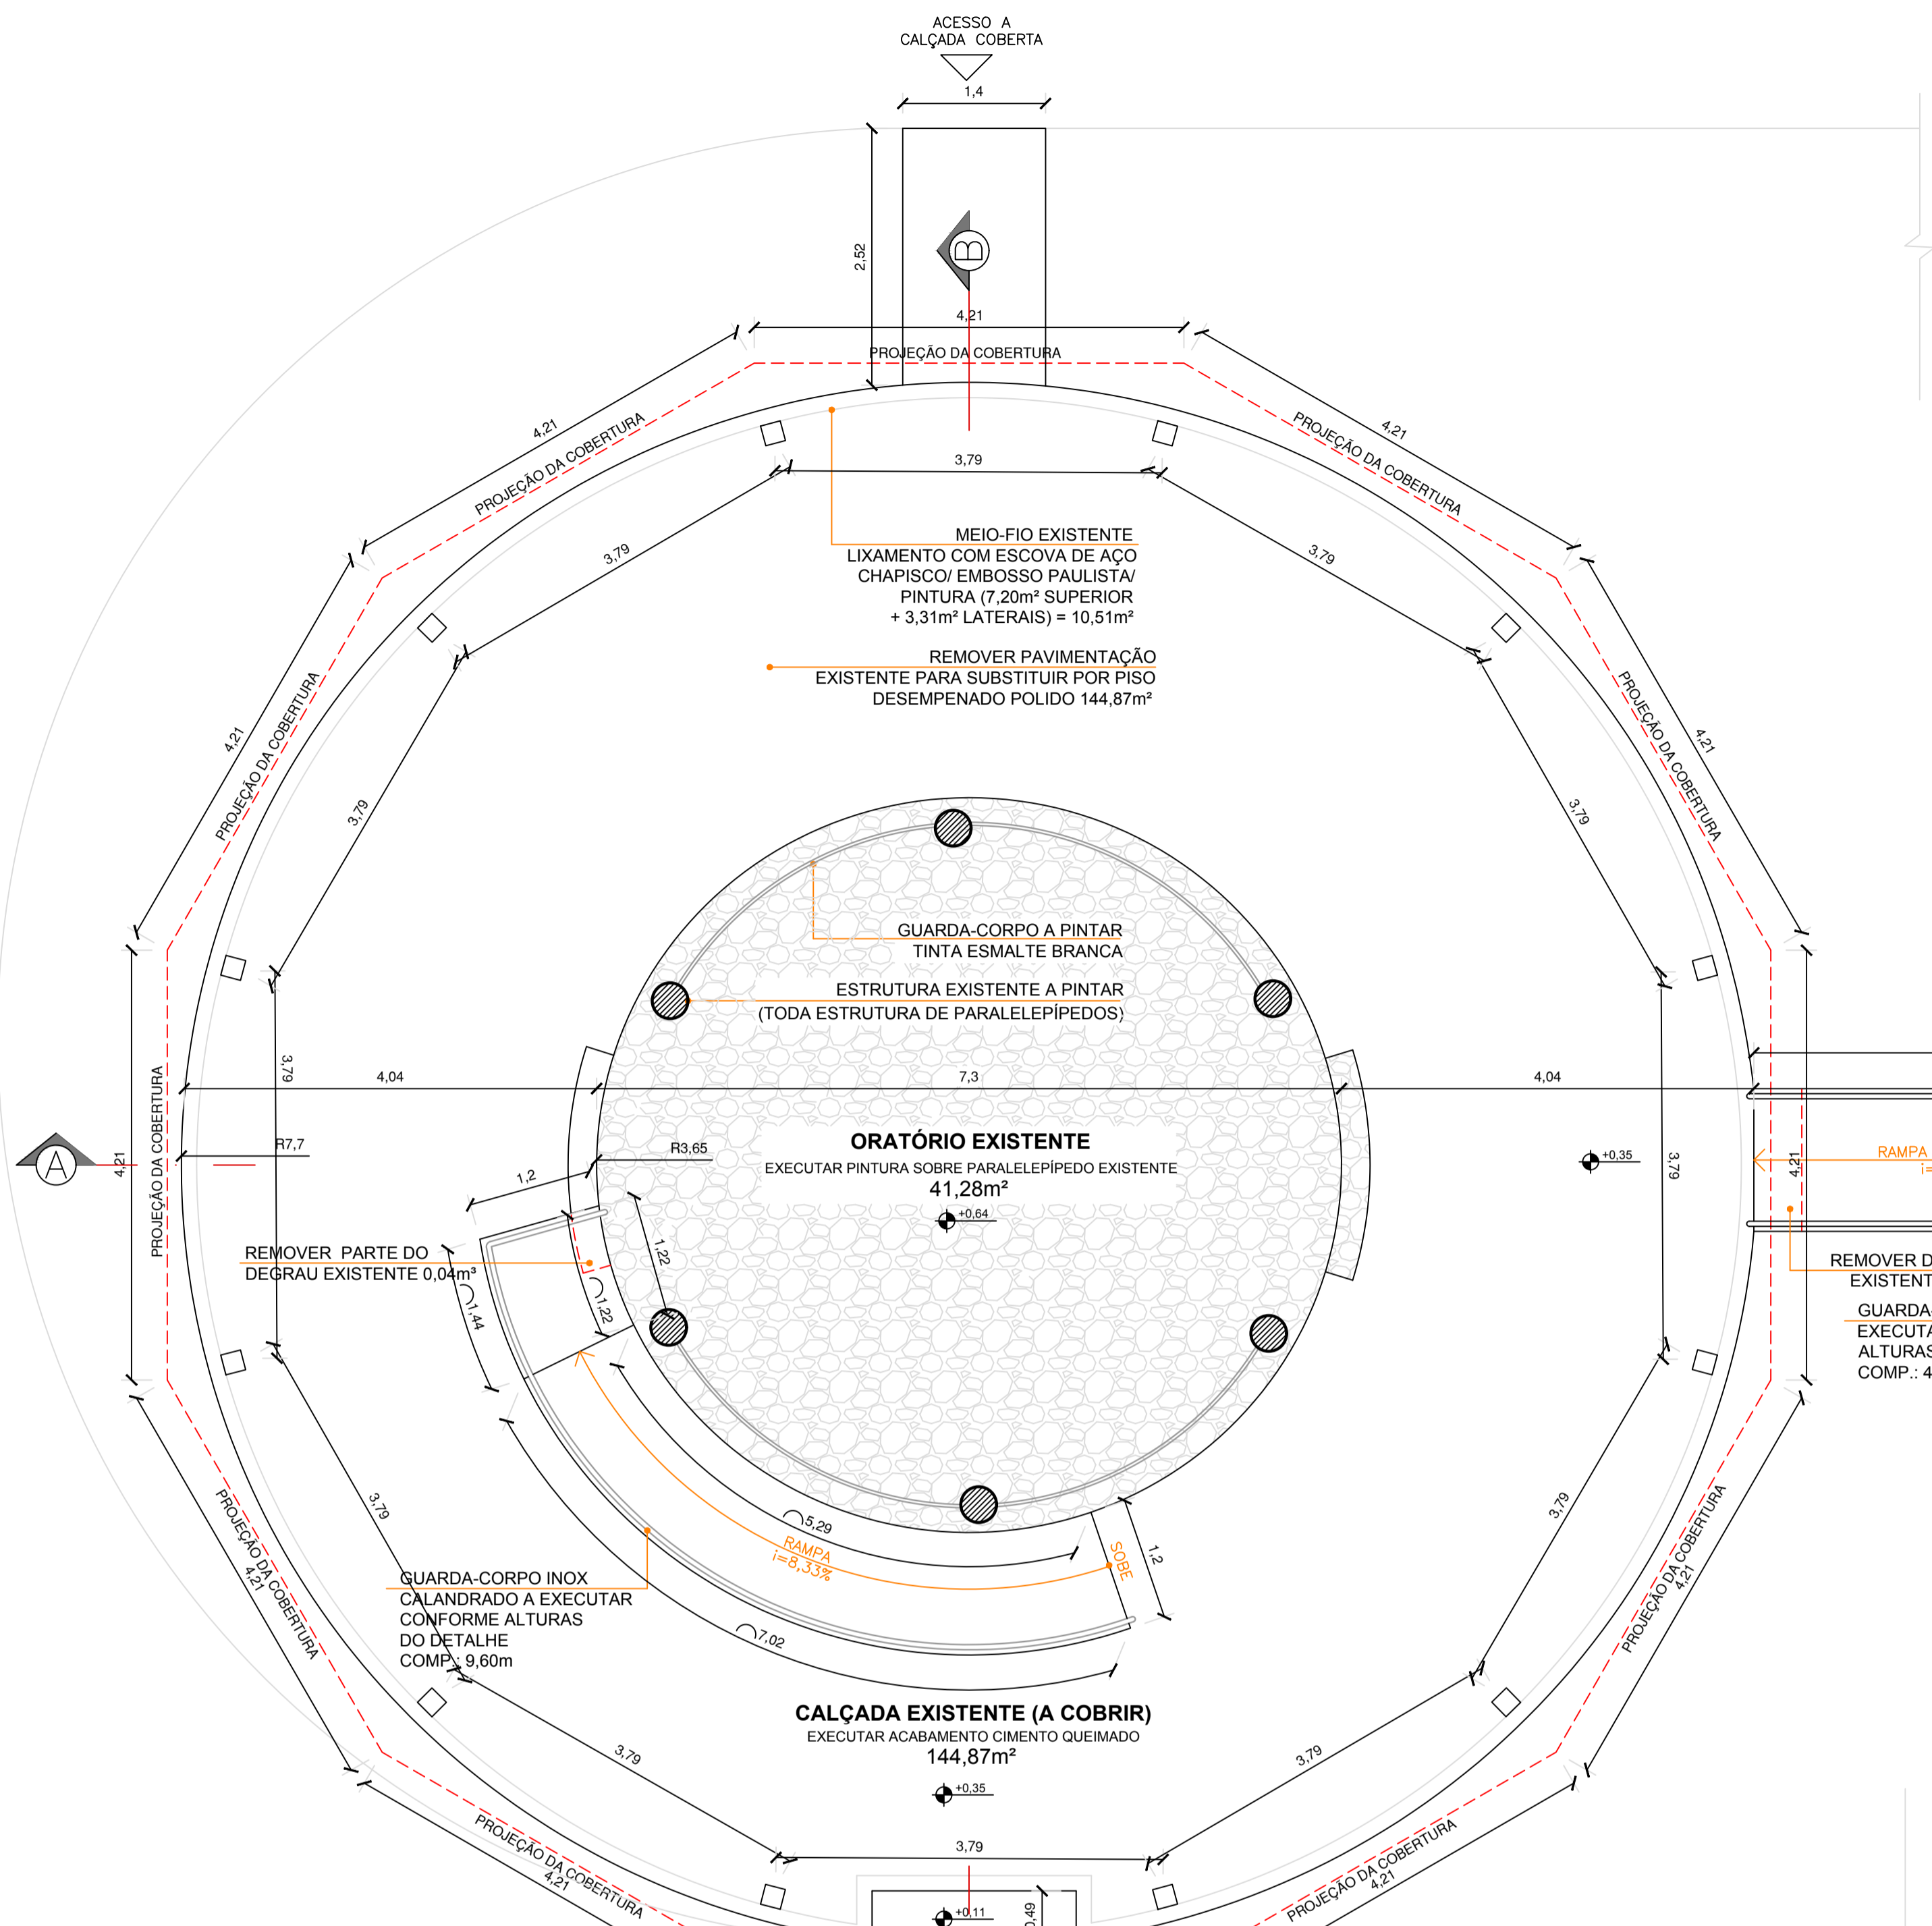 ACESSO A
CALÇADA COBERTA
1,4
2,52
B
4,21
PROJEÇÃO DA COBERTURA
4,21
PROJEÇÃO DA COBERTURA
4,21
PROJEÇÃO DA COBERTURA
3,79
3,79
3,79
MEIO-FIO EXISTENTE
LIXAMENTO COM ESCOVA DE AÇO
CHAPISCO/ EMBOSSO PAULISTA/
PINTURA (7,20m² SUPERIOR
+ 3,31m² LATERAIS) = 10,51m²
REMOVER PAVIMENTAÇÃO
EXISTENTE PARA SUBSTITUIR POR PISO
DESEMPENADO POLIDO 144,87m²
4,21
PROJEÇÃO DA COBERTURA
4,21
PROJEÇÃO DA COBERTURA
3,79
3,79
GUARDA-CORPO A PINTAR
TINTA ESMALTE BRANCA
ESTRUTURA EXISTENTE A PINTAR
(TODA ESTRUTURA DE PARALELEPÍPEDOS)
3,79
4,04
7,3
4,04
PROJEÇÃO DA COBERTURA
4,21
A
R7,7
R3,65
1,2
ORATÓRIO EXISTENTE
EXECUTAR PINTURA SOBRE PARALELEPÍPEDO EXISTENTE
41,28m²
+0,64
+0,35
3,79
4,21
RAMPA
i=
REMOVER PARTE DO
DEGRAU EXISTENTE 0,04m³
1,22
1,22
1,44
REMOVER D
EXISTENT
GUARDA-
EXECUTA
ALTURAS
COMP.: 4
5,29
RAMPA
i=8,33%
SOBE
1,2
7,02
3,79
3,79
PROJEÇÃO DA COBERTURA
4,21
PROJEÇÃO DA COBERTURA
4,21
GUARDA-CORPO INOX
CALANDRADO A EXECUTAR
CONFORME ALTURAS
DO DETALHE
COMP.: 9,60m
CALÇADA EXISTENTE (A COBRIR)
EXECUTAR ACABAMENTO CIMENTO QUEIMADO
144,87m²
+0,35
3,79
3,79
3,79
PROJEÇÃO DA COBERTURA
4,21
PROJEÇÃO DA COBERTURA
4,21
+0,11
0,49